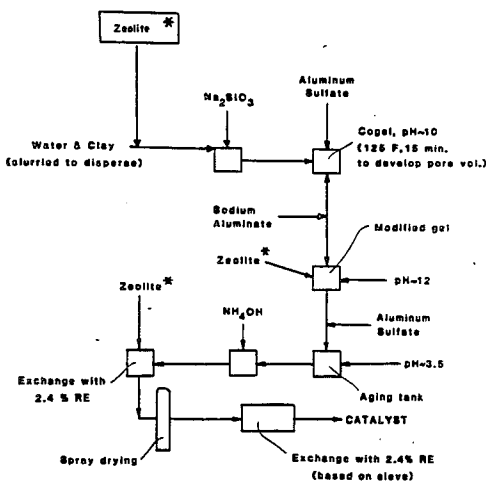 Zeolite *
Na2SiO3
Aluminum
Sulfate
Water & Clay
(slurried to disperse)
Cogel, pH~10
(125 F,15 min.
to develop pore vol.)
Sodium
Aluminate
Modified gel
Zeolite *
pH~12
Zeolite *
NH4OH
Aluminum
Sulfate
pH~3.5
Exchange with
2.4 % RE
Aging tank
CATALYST
Spray drying
Exchange with 2.4% RE
(based on sieve)